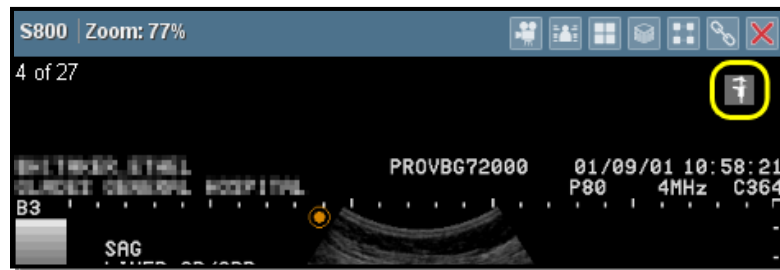 S800 Zoom: 77%
4 of 27
PROVBG72000 01/09/01 10:58:21
P80 4MHz C364
B3
SAG